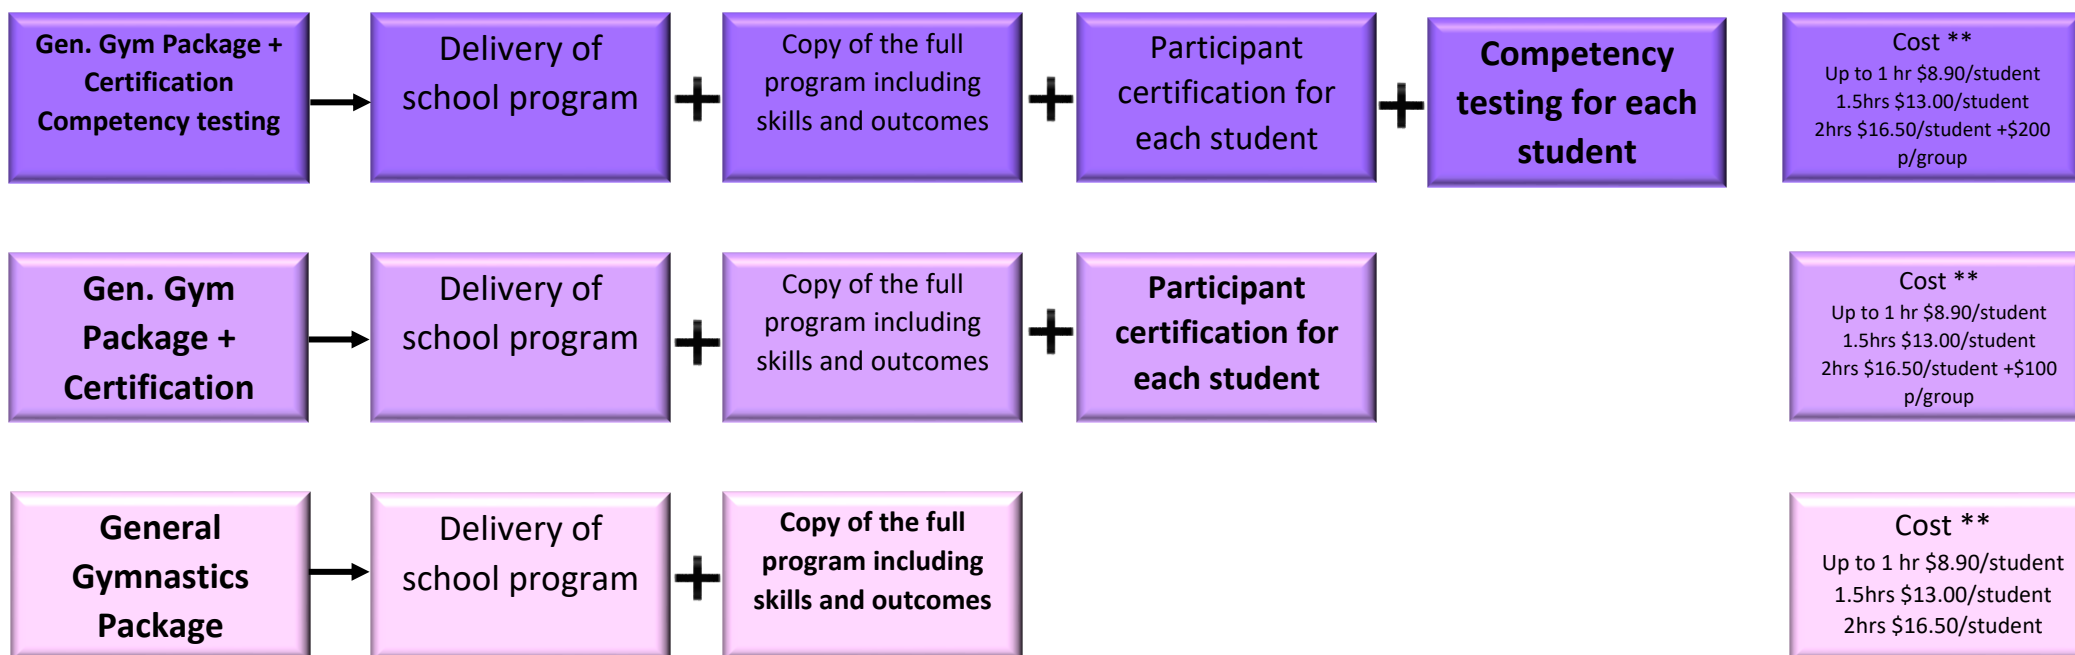 Gen. Gym Package +
Certification
Competency testing
Delivery of
school program
+
Copy of the full
program including
skills and outcomes
+
Participant
certification for
each student
+
Competency
testing for each
student
Cost **
Up to 1 hr $8.90/student
1.5hrs $13.00/student
2hrs $16.50/student +$200
p/group
Gen. Gym
Package +
Certification
Delivery of
school program
+
Copy of the full
program including
skills and outcomes
+
Participant
certification for
each student
Cost **
Up to 1 hr $8.90/student
1.5hrs $13.00/student
2hrs $16.50/student +$100
p/group
General
Gymnastics
Package
Delivery of
school program
+
Copy of the full
program including
skills and outcomes
Cost **
Up to 1 hr $8.90/student
1.5hrs $13.00/student
2hrs $16.50/student